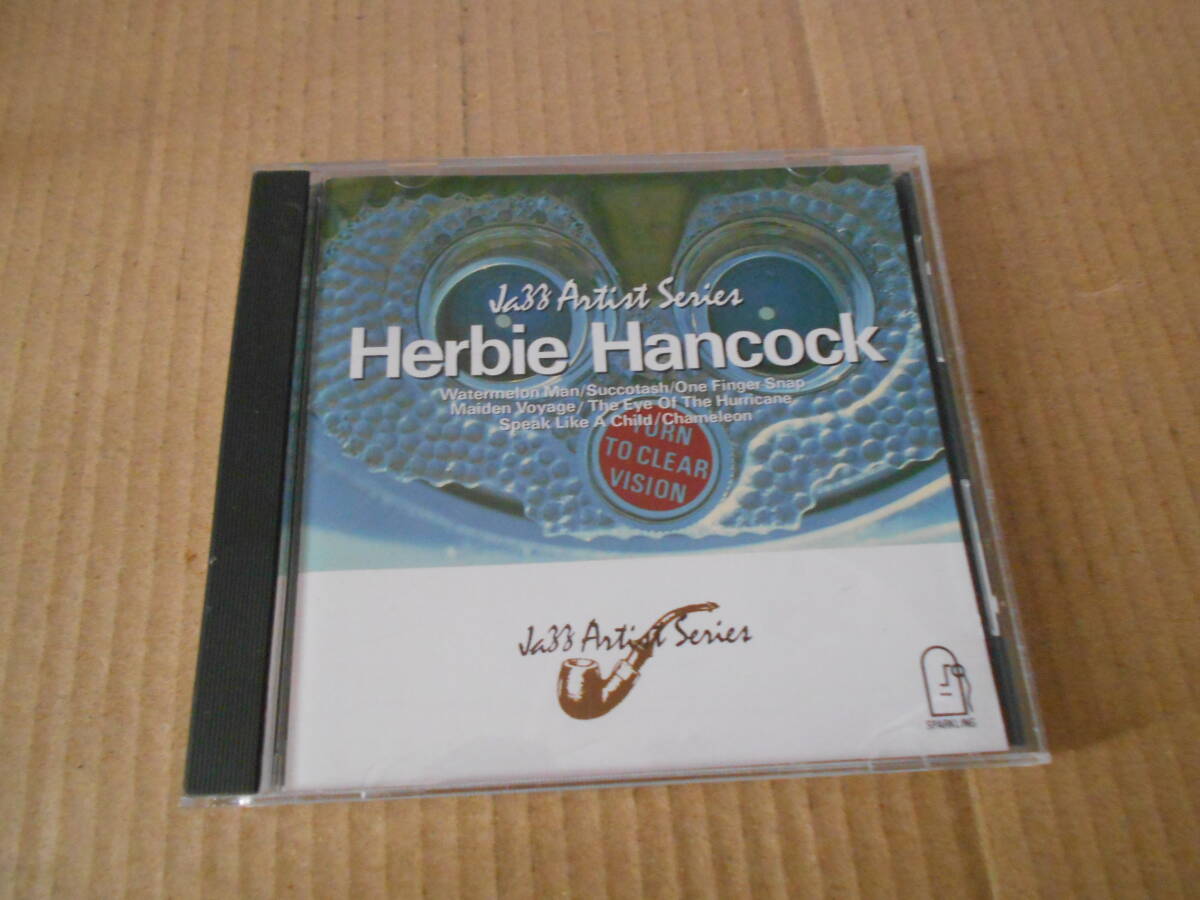 Jazz Artist Series
Herbie Hancock
Watermelon Man/Succotash/One Finger Snap
Maiden Voyage/The Eye Of The Hurricane
Speak Like A Child/Chameleon
TURN
TO CLEAR
VISION
Jazz Artist Series
SPARKLING